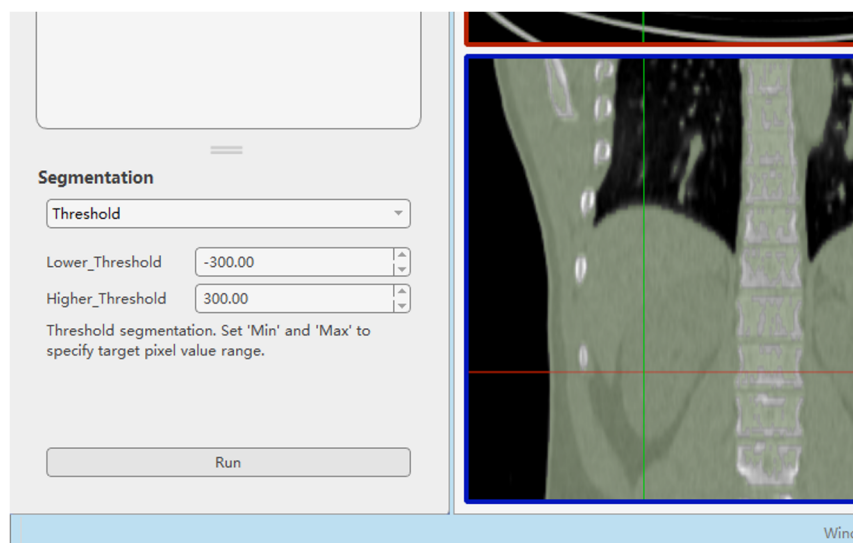 Segmentation
Threshold
Lower_Threshold -300.00
Higher_Threshold 300.00
Threshold segmentation. Set 'Min' and 'Max' to
specify target pixel value range.
Run